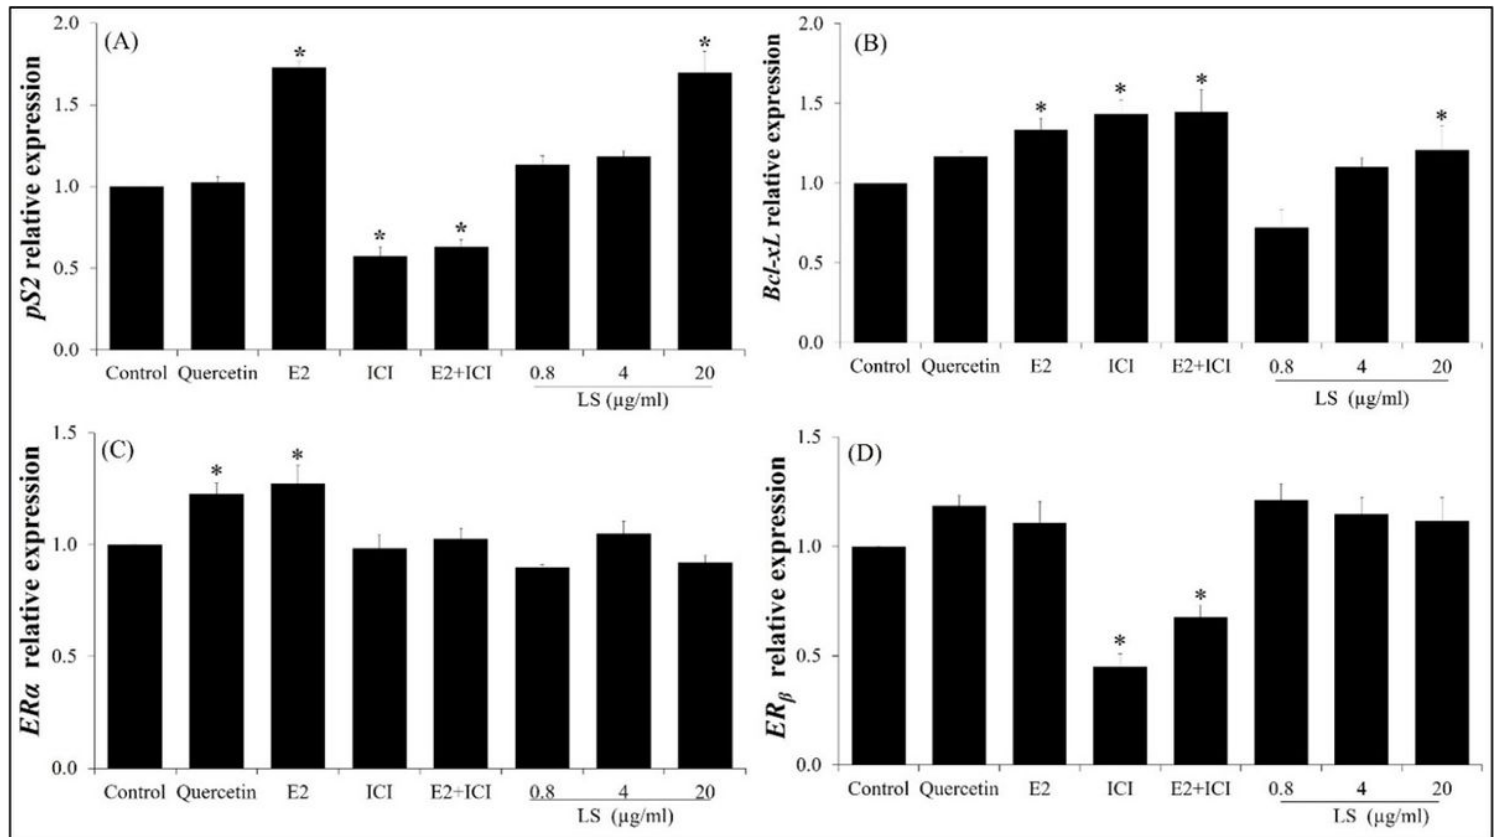 (A)
pS2 relative expression
2.0
1.5
1.0
0.5
0.0
* * * * *
Control Quercetin E2 ICI E2+ICI 0.8 4 20
LS (µg/ml)
(B)
Bcl-xL relative expression
2.0
1.5
1.0
0.5
0.0
* * * *
Control Quercetin E2 ICI E2+ICI 0.8 4 20
LS (µg/ml)
(C)
ERα relative expression
1.5
1.0
0.5
0.0
* *
Control Quercetin E2 ICI E2+ICI 0.8 4 20
LS (µg/ml)
(D)
ERβ relative expression
1.5
1.0
0.5
0.0
* *
Control Quercetin E2 ICI E2+ICI 0.8 4 20
LS (µg/ml)